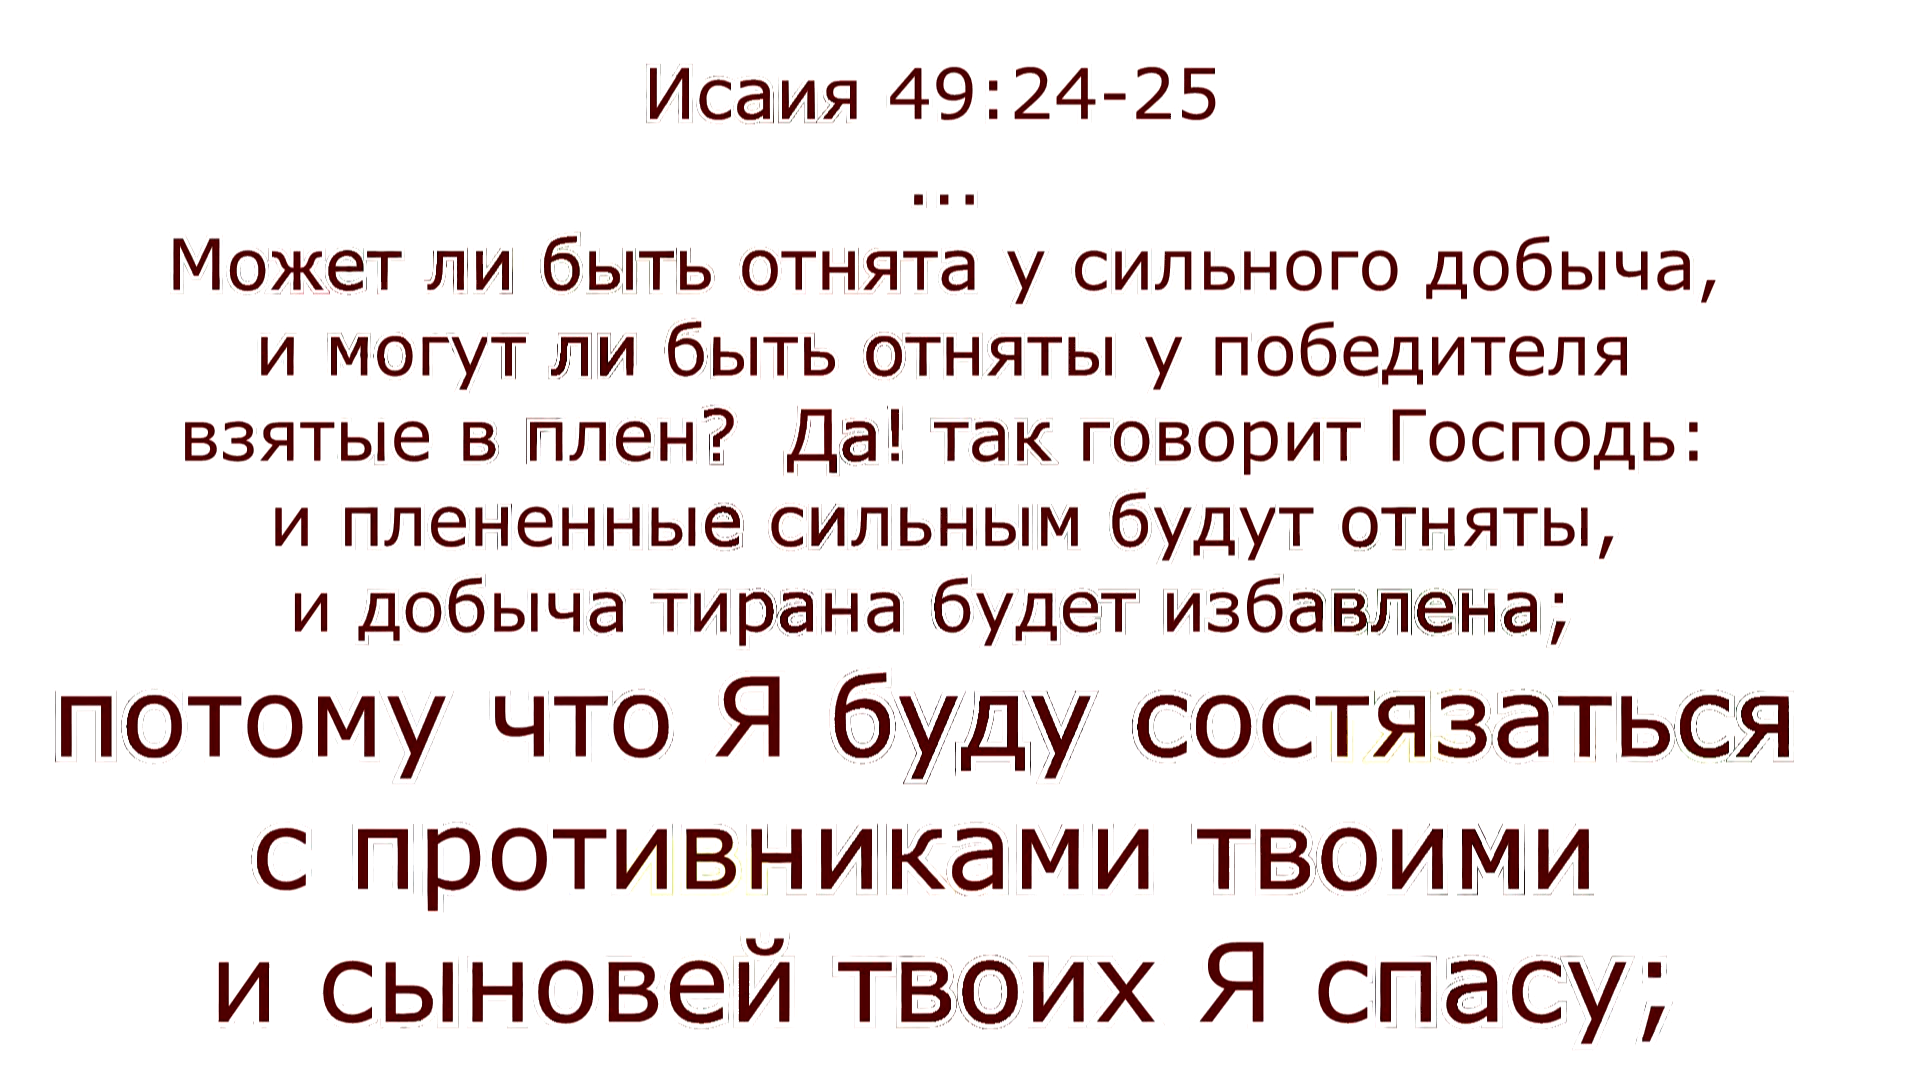 Исаия 49:24-25
...
Может ли быть отнята у сильного добыча,
и могут ли быть отняты у победителя
взятые в плен?  Да! так говорит Господь:
и плененные сильным будут отняты,
и добыча тирана будет избавлена;
потому что Я буду состязаться
с противниками твоими
и сыновей твоих Я спасу;